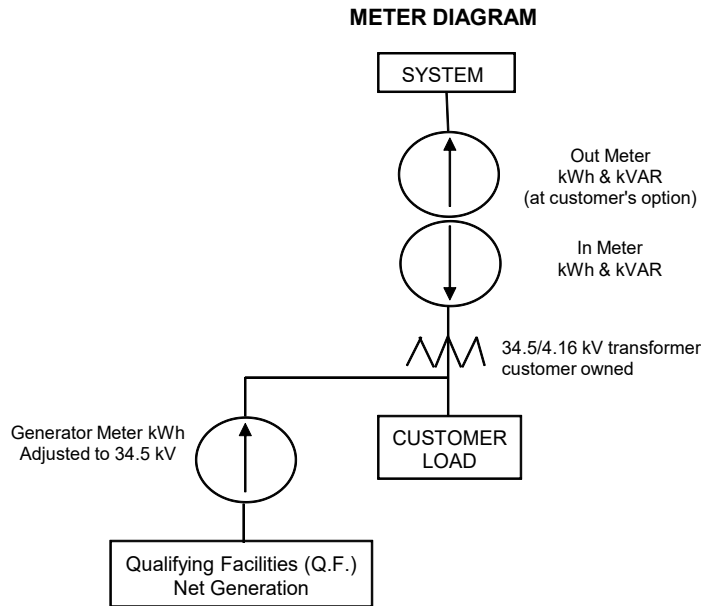 METER DIAGRAM
SYSTEM
Out Meter
kWh & kVAR
(at customer's option)
In Meter
kWh & kVAR
34.5/4.16 kV transformer
customer owned
Generator Meter kWh
Adjusted to 34.5 kV
CUSTOMER
LOAD
Qualifying Facilities (Q.F.)
Net Generation